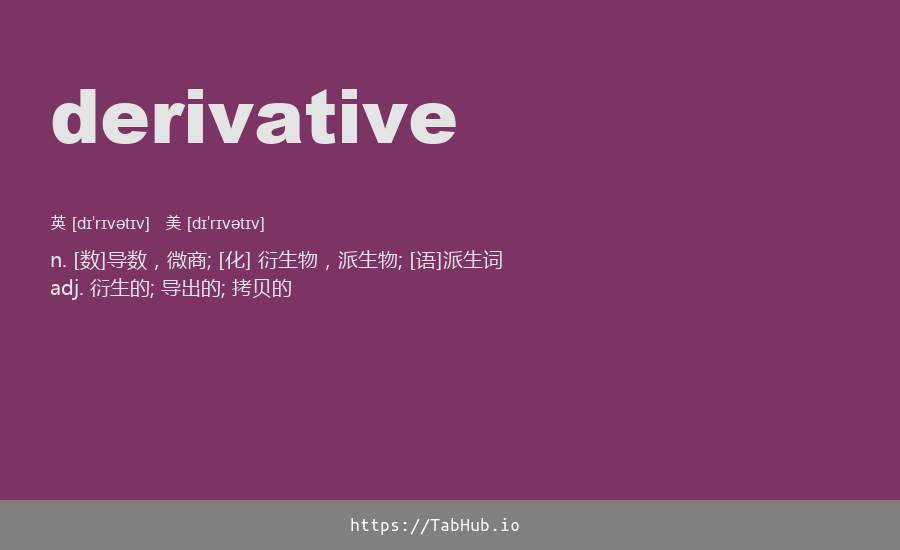 derivative
英 [dɪˈrɪvətɪv] 美 [dɪˈrɪvətɪv]
n. [数]导数，微商; [化] 衍生物，派生物; [语]派生词
adj. 衍生的; 导出的; 拷贝的
https://TabHub.io